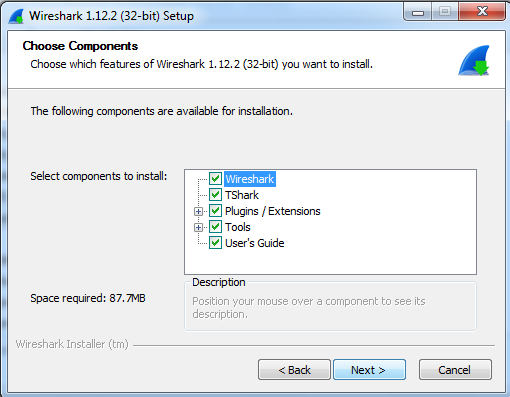 Wireshark 1.12.2 (32-bit) Setup
Choose Components
Choose which features of Wireshark 1.12.2 (32-bit) you want to install.
The following components are available for installation.
Select components to install:
Wireshark
TShark
Plugins / Extensions
Tools
User's Guide
Space required: 87.7MB
Description
Position your mouse over a component to see its
description.
Wireshark Installer (tm)
< Back
Next >
Cancel